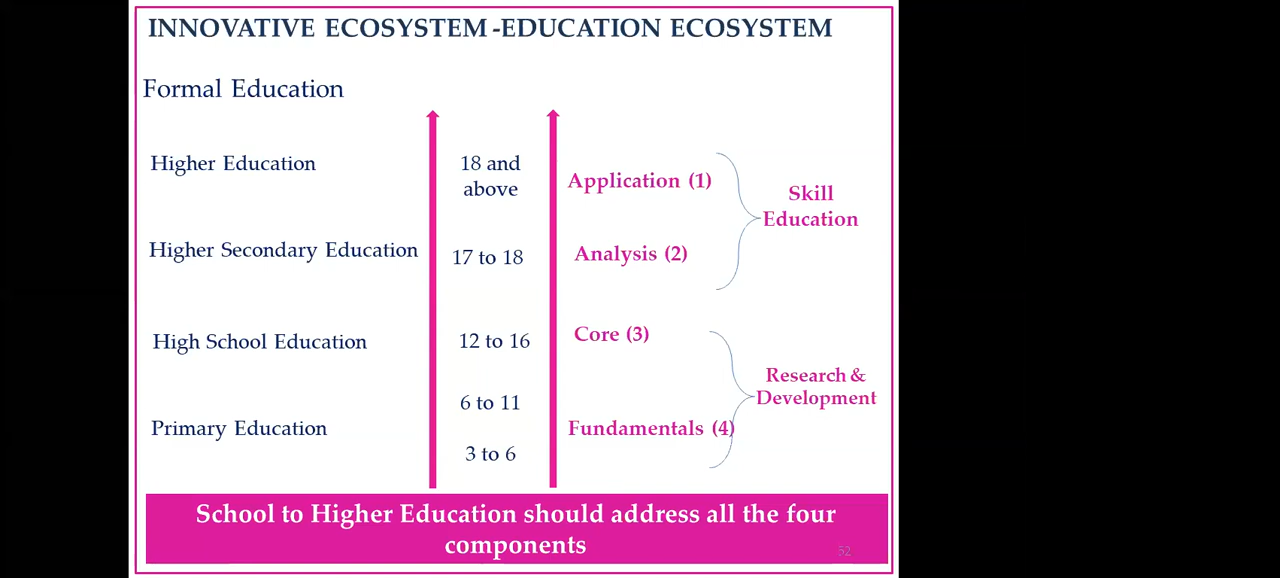 INNOVATIVE ECOSYSTEM -EDUCATION ECOSYSTEM
Formal Education
Higher Education
18 and
above
Application (1)
Skill
Education
Higher Secondary Education
17 to 18
Analysis (2)
High School Education
12 to 16
Core (3)
Research &
Development
6 to 11
Primary Education
Fundamentals (4)
3 to 6
School to Higher Education should address all the four
components
52